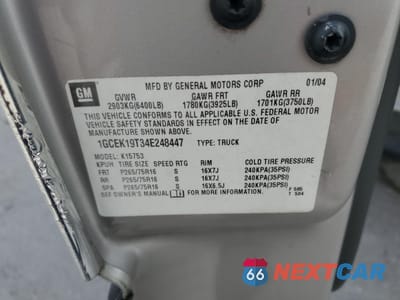 GM
MFD BY GENERAL MOTORS CORP 01/04
GVWR GAWR FRT GAWR RR
2903KG(6400LB) 1780KG(3925LB) 1701KG(3750LB)
THIS VEHICLE CONFORMS TO ALL APPLICABLE U.S. FEDERAL MOTOR
VEHICLE SAFETY STANDARDS IN EFFECT ON THE DATE OF
MANUFACTURE SHOWN ABOVE.
1GCEK19T34E248447 TYPE: TRUCK
MODEL: K15753
TIRE SIZE SPEED RTG RIM COLD TIRE PRESSURE
FRT P265/75R16 S 16X7J 240KPA(35PSI)
RR P265/75R16 S 16X7J 240KPA(35PSI)
SPA P265/75R16 S 16X6.5J 240KPA(35PSI)
SEE OWNER'S MANUAL FOR MORE INFORMATION.
66 NEXTCAR